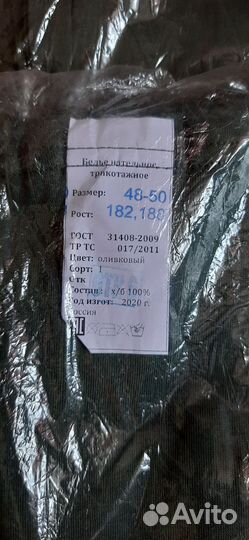 Белье нательное,
трикотажное
Размер: 48-50
Рост: 182,188
ГОСТ 31408-2009
ТР ТС 017/2011
Цвет: оливковый
Сорт: 1
ОТК
Состав: х/б 100%
Год изгот: 2020 г.
Россия
Avito